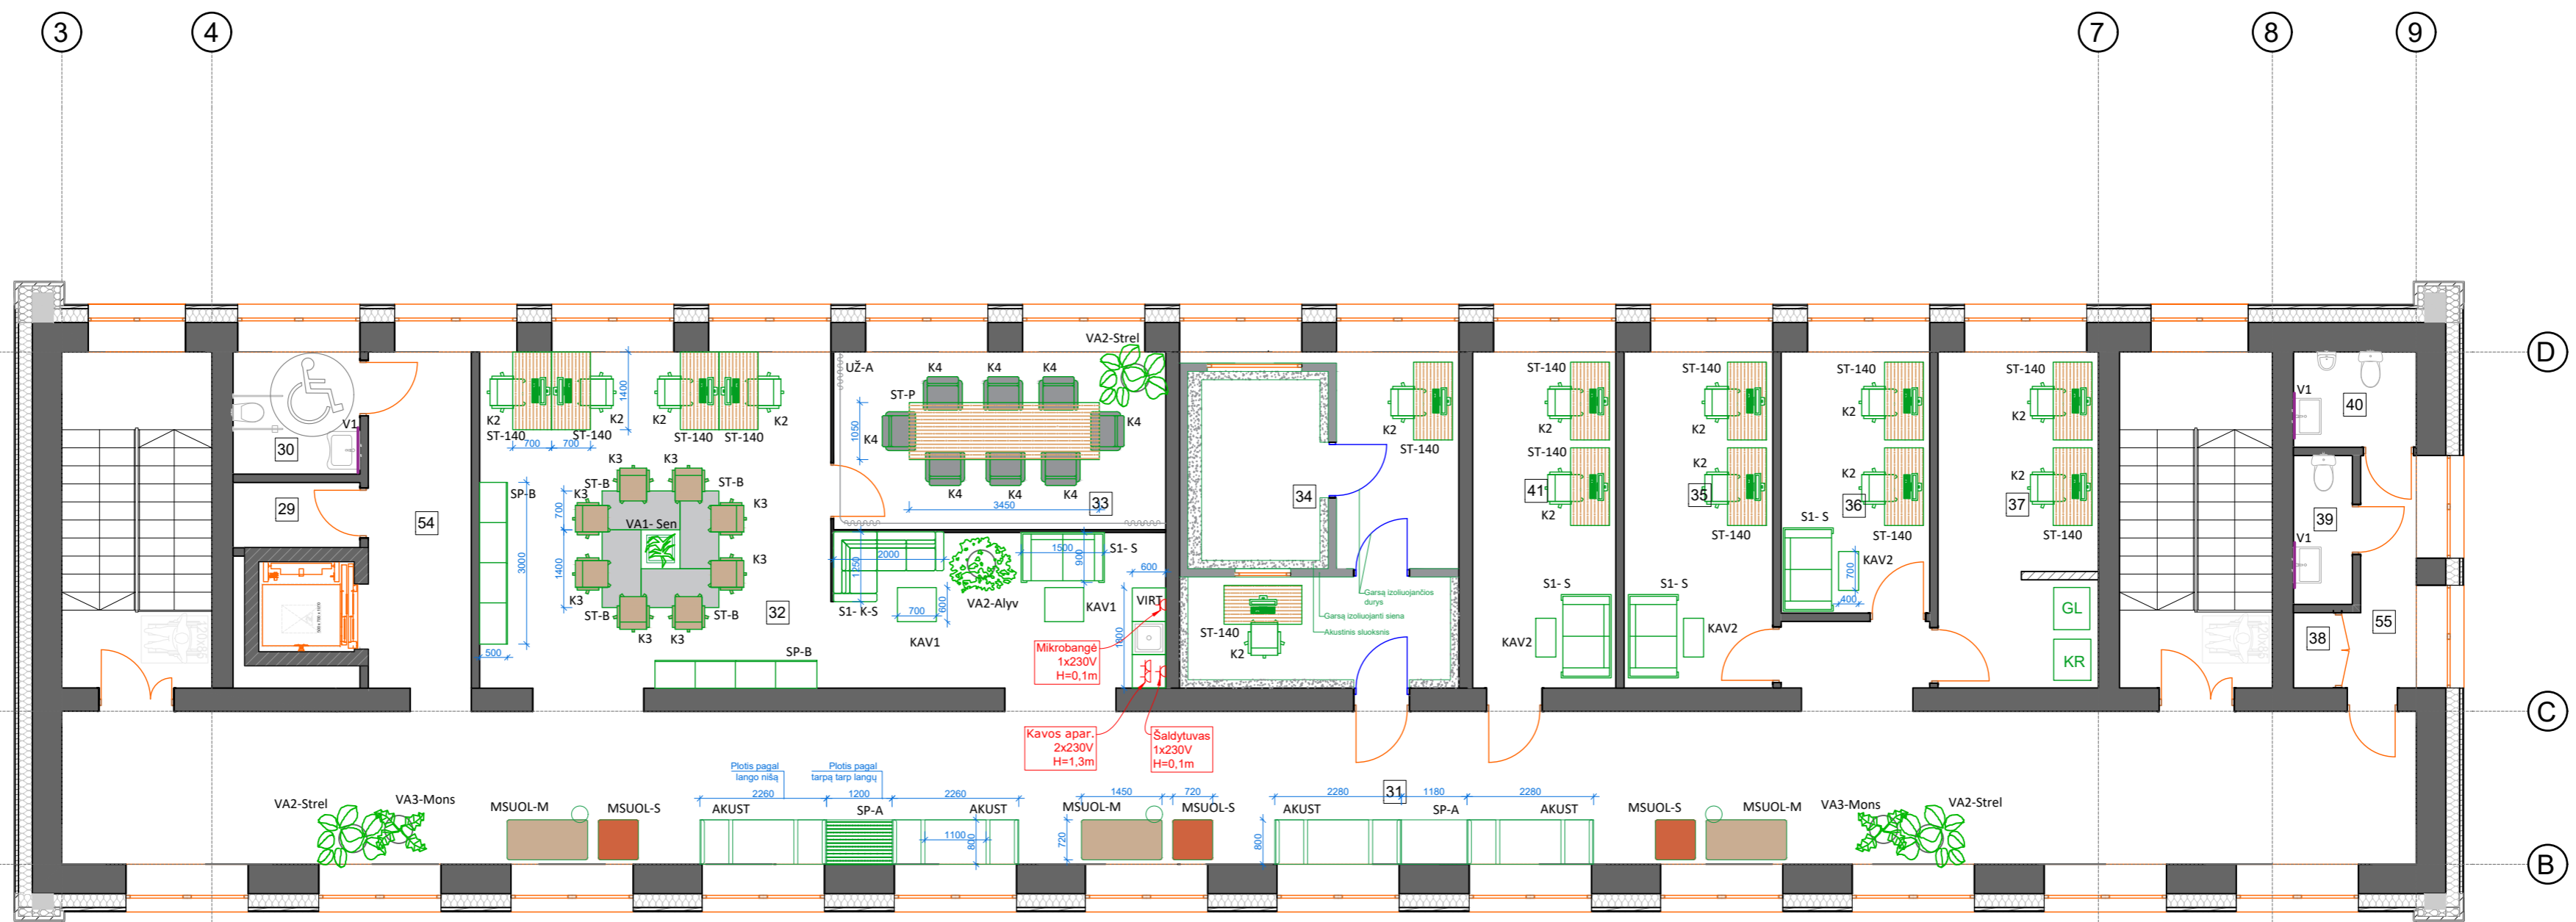 3
4
7
8
9
D
C
B
30
V1
29
54
K2
ST-140
ST-140
K2
K2
ST-140
ST-140
K2
1400
700
700
SP-B
3000
500
K3
K3
ST-B
ST-B
K3
K3
VA1- Sen
700
1400
K3
K3
ST-B
ST-B
K3
K3
32
SP-B
UŽ-A
K4
K4
K4
VA2-Strel
ST-P
1050
K4
K4
K4
K4
K4
3450
33
2000
1250
S1- K-S
700
600
KAV1
VA2-Alyv
1500
900
S1- S
KAV1
600
VIRT
1800
Mikrobangė
1x230V
H=0,1m
Kavos apar.
2x230V
H=1,3m
Šaldytuvas
1x230V
H=0,1m
34
K2
ST-140
Garsą izoliuojančios
durys
Garsą izoliuojanti siena
Akustinis sluoksnis
ST-140
K2
ST-140
K2
ST-140
41
K2
S1- S
KAV2
ST-140
K2
K2
35
ST-140
S1- S
KAV2
ST-140
K2
K2
36
ST-140
S1- S
KAV2
700
400
ST-140
K2
K2
37
ST-140
GL
KR
V1
40
39
V1
38
55
31
VA2-Strel
VA3-Mons
MSUOL-M
MSUOL-S
Plotis pagal
lango nišą
Plotis pagal
tarpą tarp langų
2260
1200
2260
AKUST
SP-A
AKUST
1100
800
1450
720
MSUOL-M
MSUOL-S
720
2280
1180
2280
AKUST
SP-A
AKUST
800
MSUOL-S
MSUOL-M
VA3-Mons
VA2-Strel